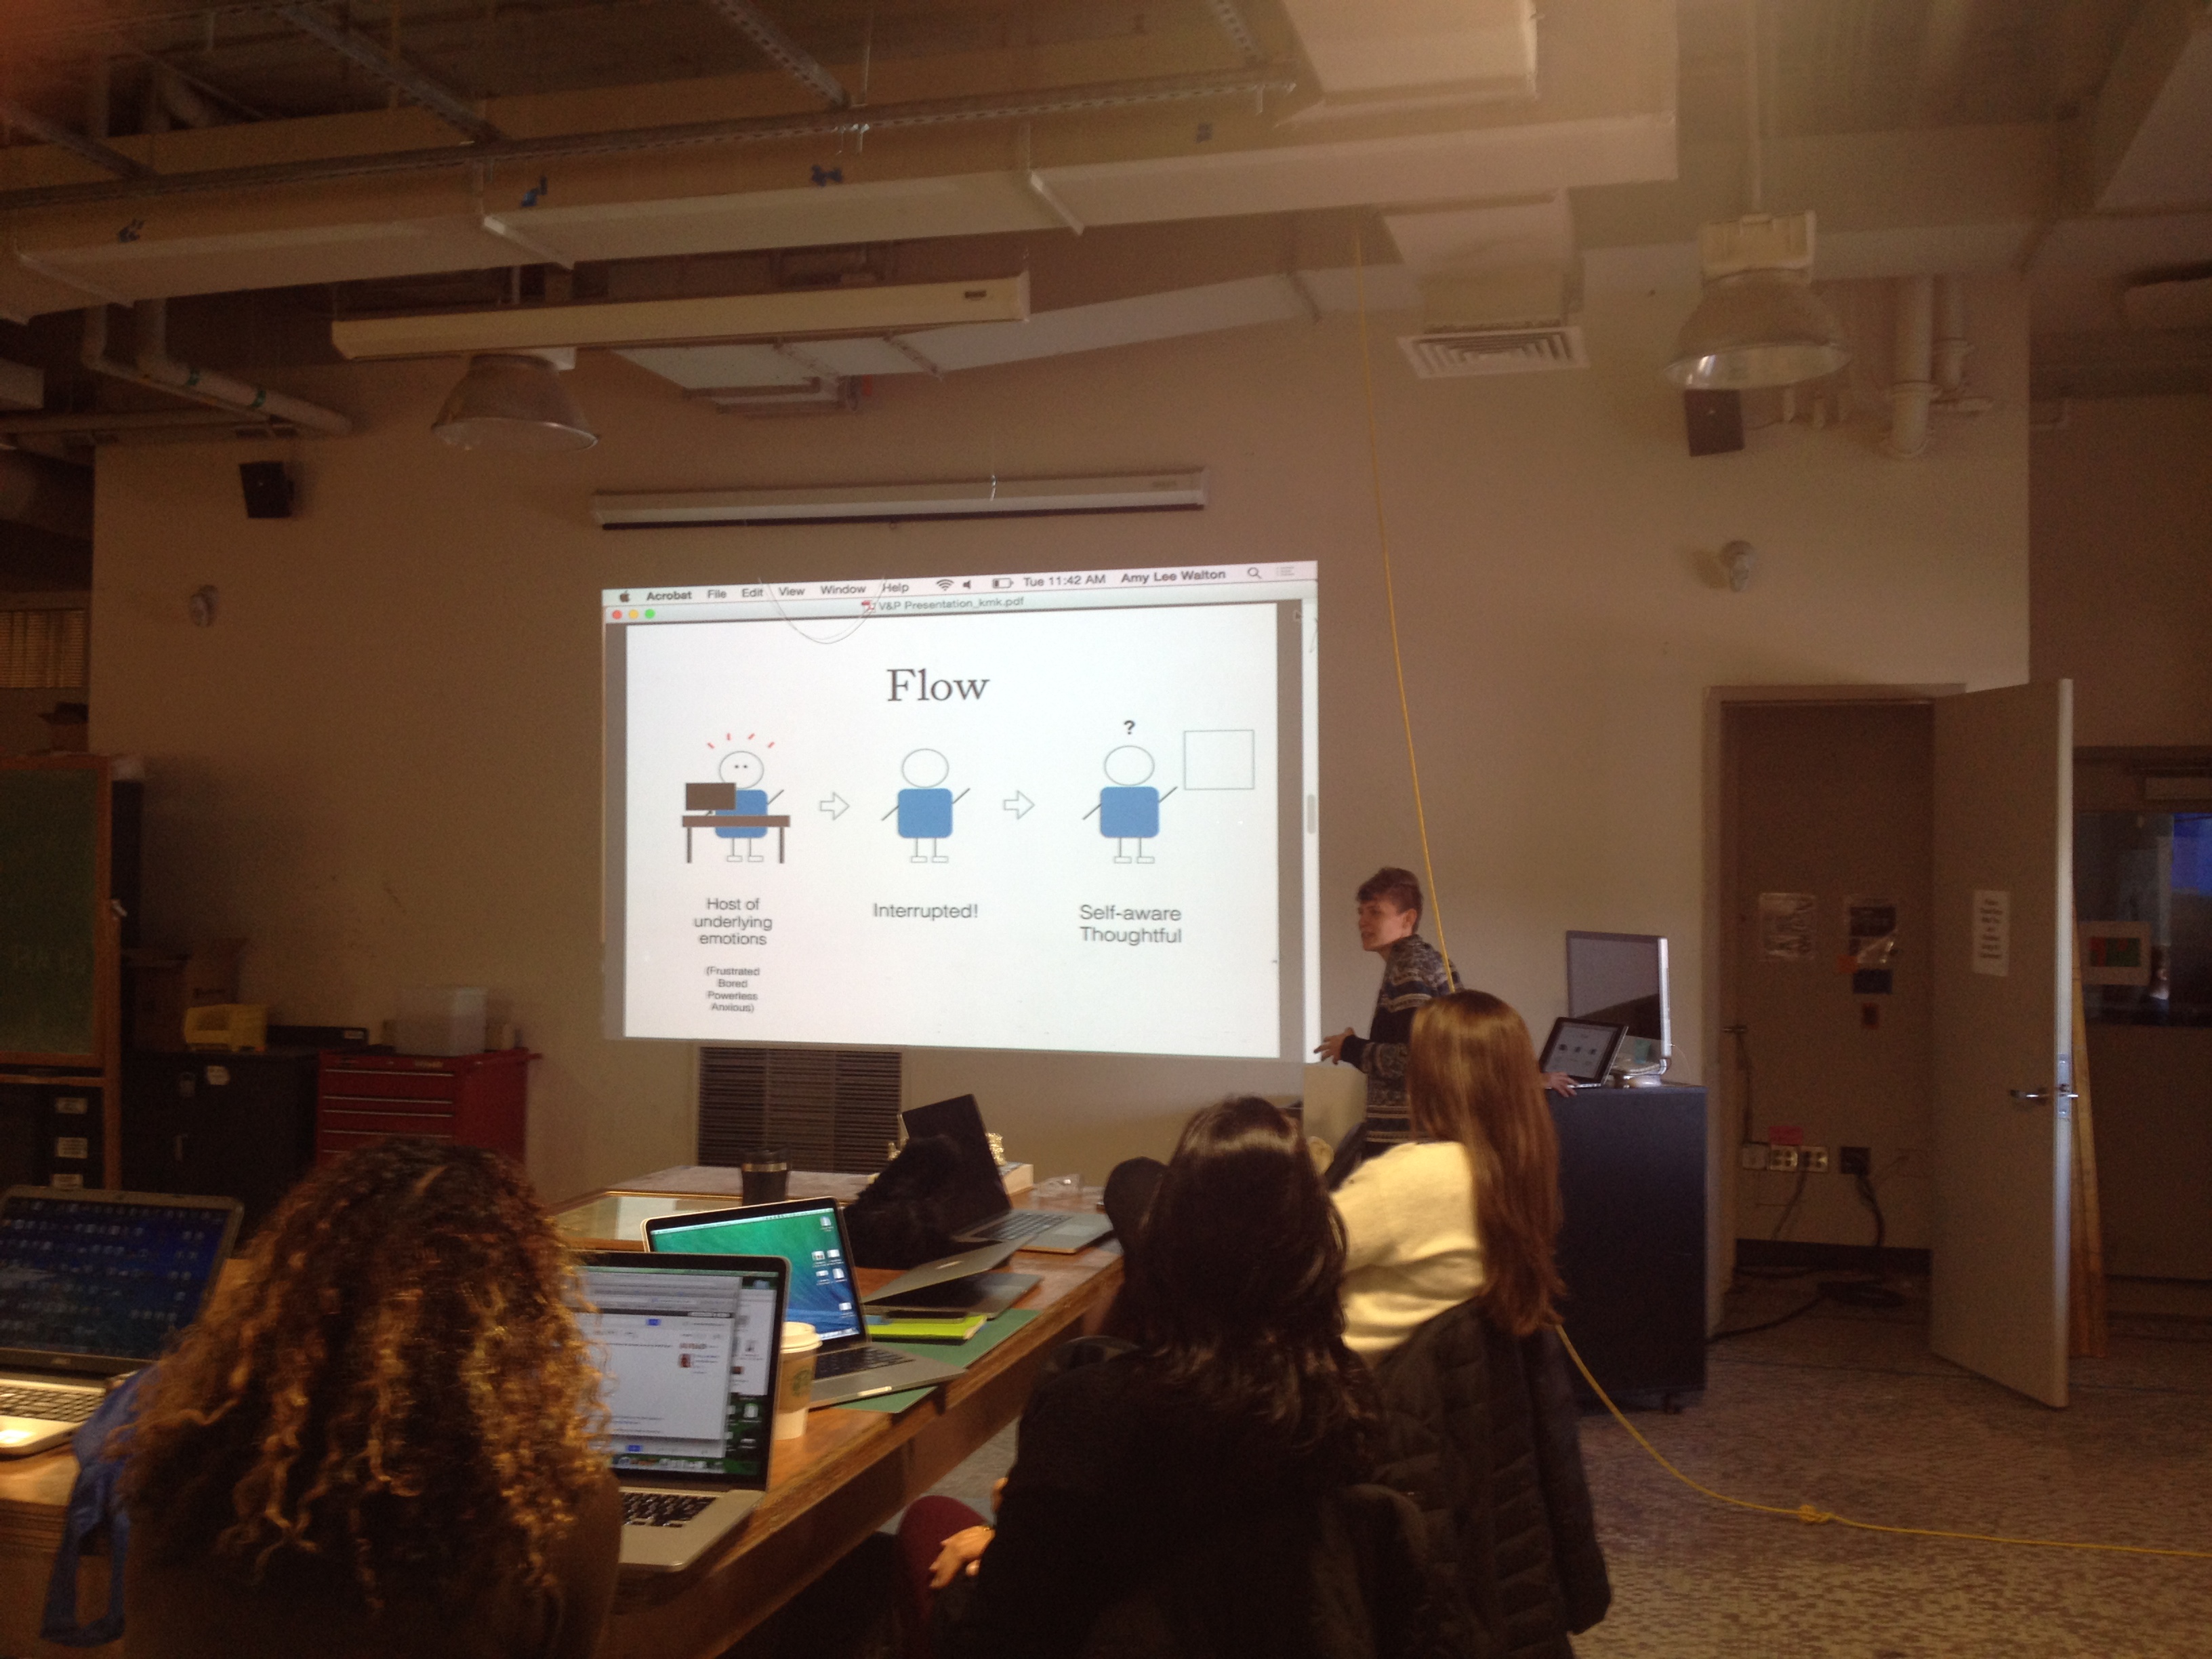 Acrobat File Edit View Window Help Tue 11:42 AM Amy Lee Walton
V&P Presentation_kmk.pdf
Flow
?
Host of
underlying
emotions
(Frustrated
Bored
Powerless
Anxious)
Interrupted!
Self-aware
Thoughtful